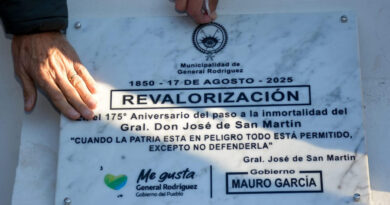 Municipalidad de
General Rodríguez
1850 - 17 DE AGOSTO - 2025
REVALORIZACIÓN
el 175° Aniversario del paso a la inmortalidad del
Gral. Don José de San Martín
"CUANDO LA PATRIA ESTA EN PELIGRO TODO ESTÁ PERMITIDO,
EXCEPTO NO DEFENDERLA"
Gral. José de San Martín
Me gusta
General Rodríguez
Gobierno del Pueblo
Gobierno
MAURO GARCÍA